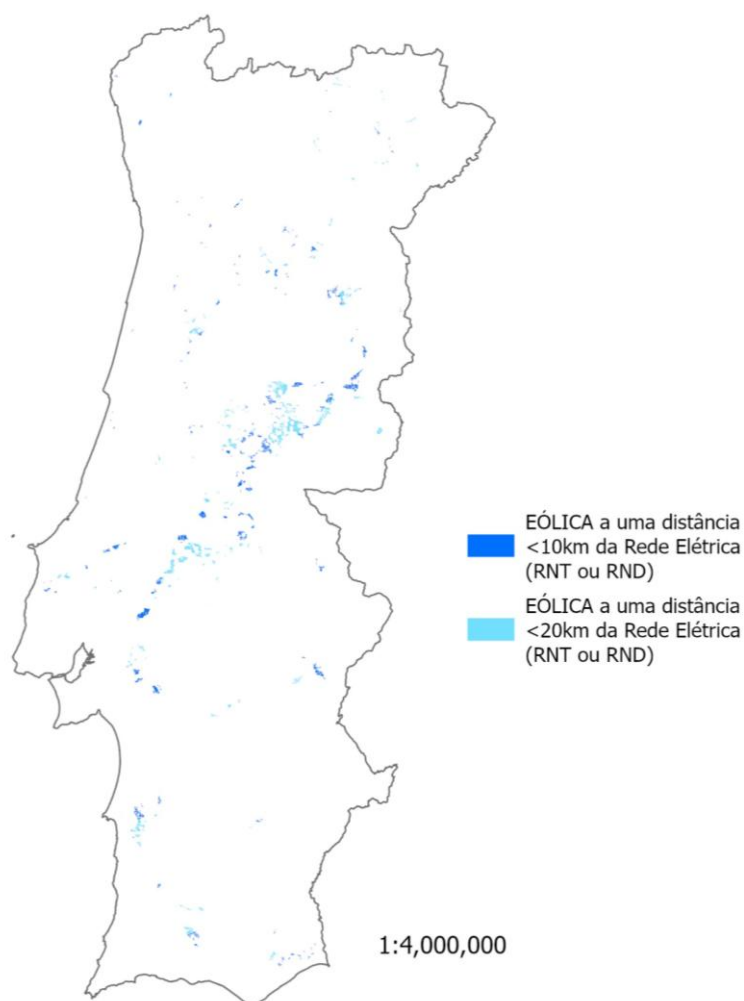 EÓLICA a uma distância
<10km da Rede Elétrica
(RNT ou RND)
EÓLICA a uma distância
<20km da Rede Elétrica
(RNT ou RND)
1:4,000,000